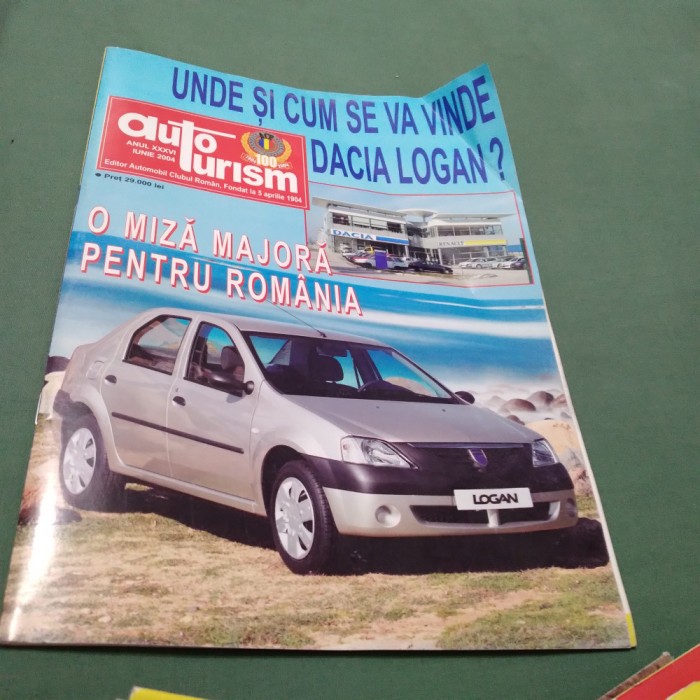 UNDE ȘI CUM SE VA VINDE
DACIA LOGAN?
auto
Turism
ANUL XXXVI
IUNIE 2004
100
Editor Automobil Clubul Român, Fondat la 5 aprilie 1904
• Preț 29.000 lei
DACIA
RENAULT
O MIZĂ MAJORĂ
PENTRU ROMÂNIA
LOGAN